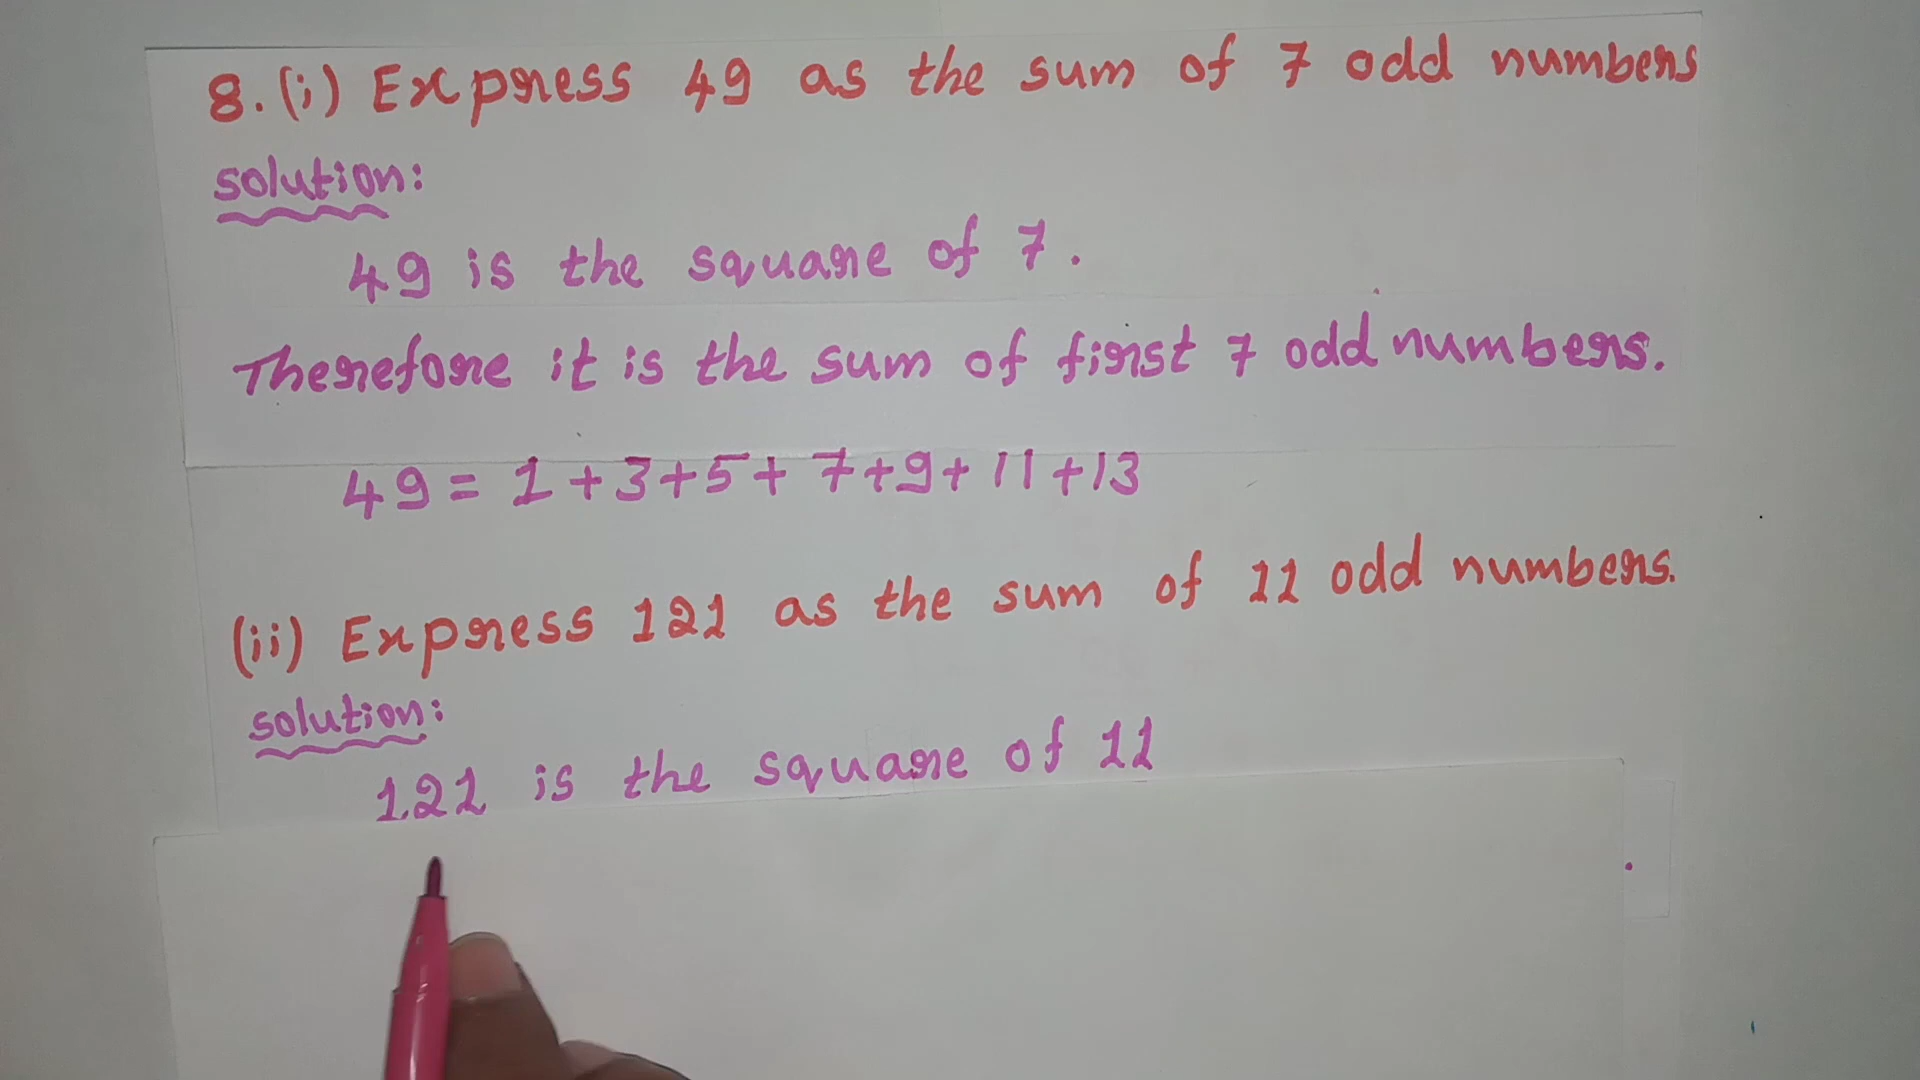 8. (i) Express 49 as the sum of 7 odd numbers
solution:
49 is the square of 7.
Therefore it is the sum of first 7 odd numbers.
49 = 1 + 3 + 5 + 7 + 9 + 11 + 13
(ii) Express 121 as the sum of 11 odd numbers.
solution:
121 is the square of 11